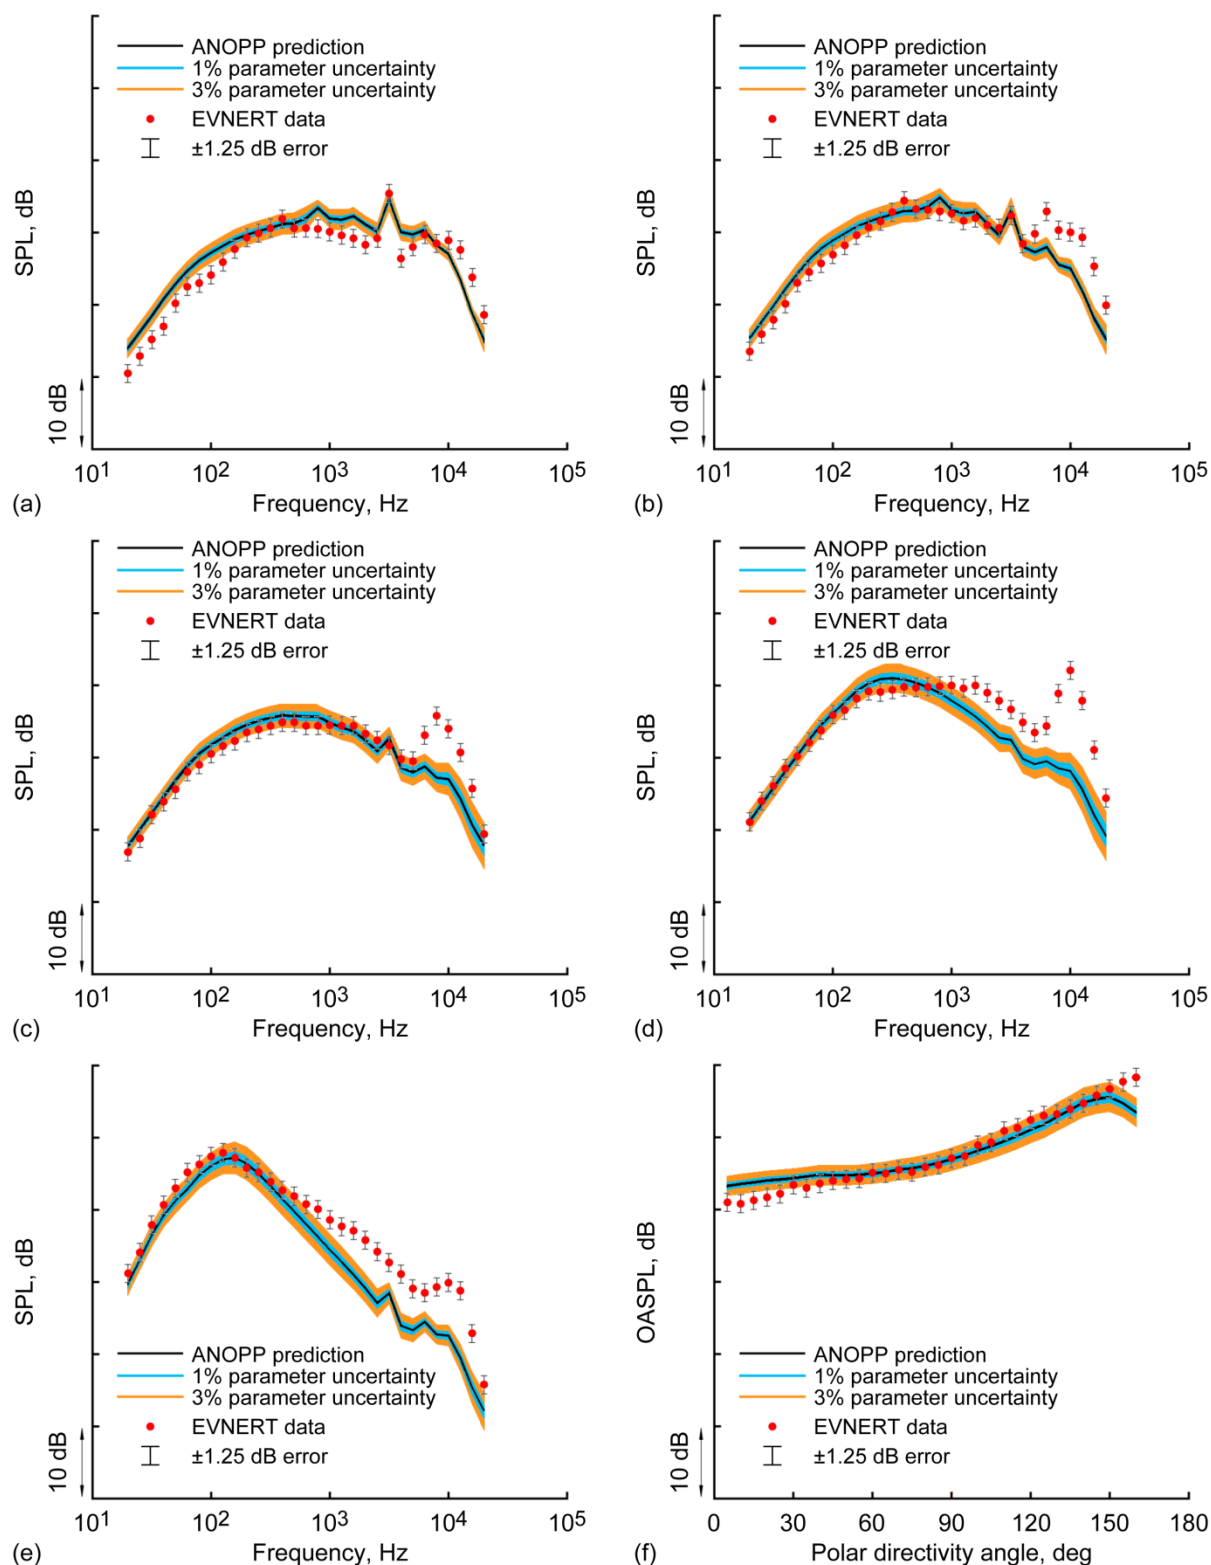 ANOPP prediction
1% parameter uncertainty
3% parameter uncertainty
EVNERT data
±1.25 dB error
SPL, dB
10 dB
10¹ 10² 10³ 10⁴ 10⁵
Frequency, Hz
(a)
ANOPP prediction
1% parameter uncertainty
3% parameter uncertainty
EVNERT data
±1.25 dB error
SPL, dB
10 dB
10¹ 10² 10³ 10⁴ 10⁵
Frequency, Hz
(b)
ANOPP prediction
1% parameter uncertainty
3% parameter uncertainty
EVNERT data
±1.25 dB error
SPL, dB
10 dB
10¹ 10² 10³ 10⁴ 10⁵
Frequency, Hz
(c)
ANOPP prediction
1% parameter uncertainty
3% parameter uncertainty
EVNERT data
±1.25 dB error
SPL, dB
10 dB
10¹ 10² 10³ 10⁴ 10⁵
Frequency, Hz
(d)
SPL, dB
ANOPP prediction
1% parameter uncertainty
3% parameter uncertainty
EVNERT data
±1.25 dB error
10 dB
10¹ 10² 10³ 10⁴ 10⁵
Frequency, Hz
(e)
OASPL, dB
ANOPP prediction
1% parameter uncertainty
3% parameter uncertainty
EVNERT data
±1.25 dB error
10 dB
0 30 60 90 120 150 180
Polar directivity angle, deg
(f)